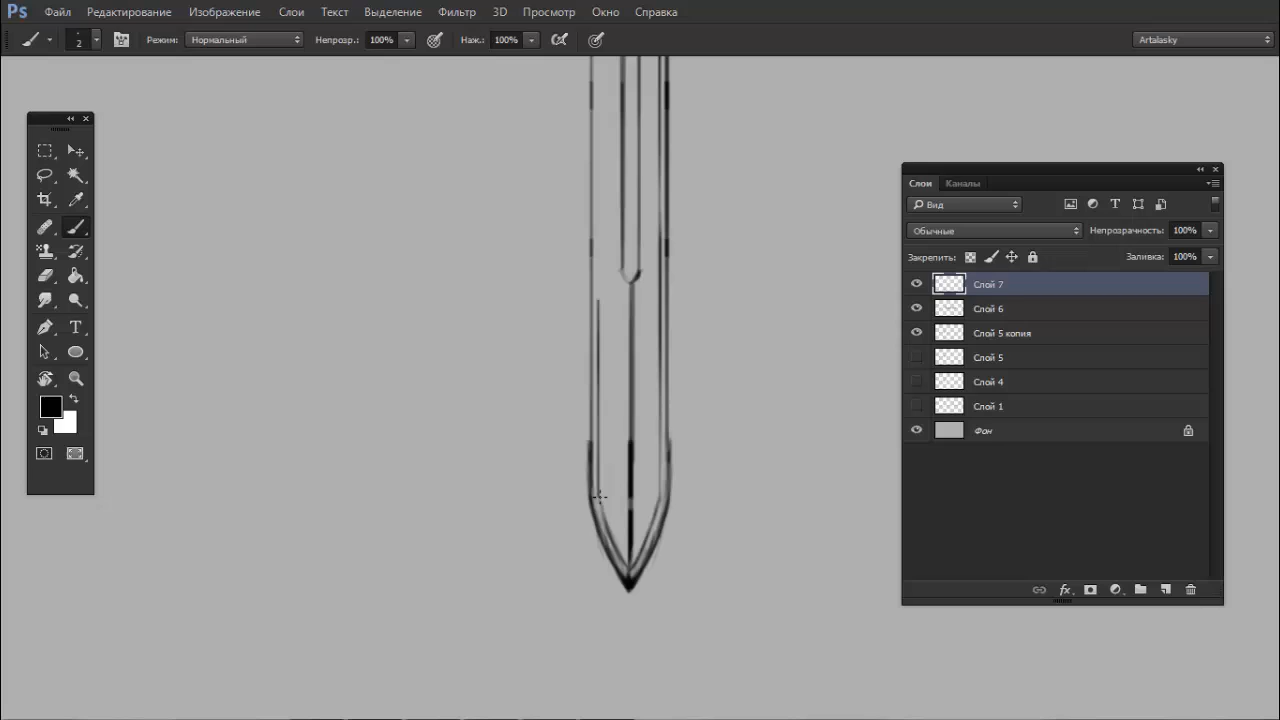 Ps Файл Редактирование Изображение Слои Текст Выделение Фильтр 3D Просмотр Окно Справка
2 Режим: Нормальный Непрозр.: 100% Наж.: 100% Artalasky
Слои Каналы
Вид
Обычные Непрозрачность: 100%
Закрепить: Заливка: 100%
Слой 7
Слой 6
Слой 5 копия
Слой 5
Слой 4
Слой 1
Фон